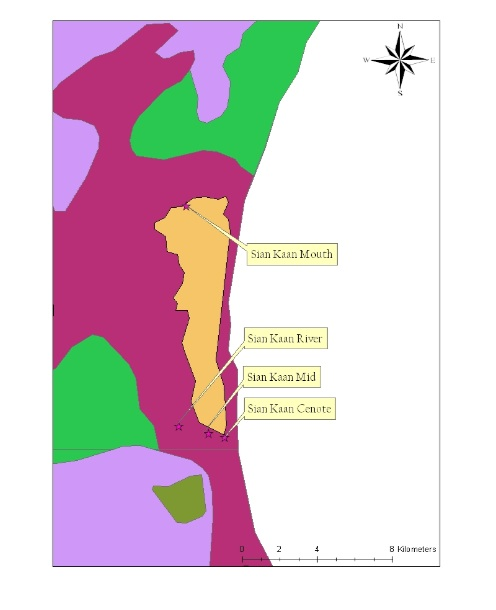 N
W E
S
Sian Kaan Mouth
Sian Kaan River
Sian Kaan Mid
Sian Kaan Cenote
0 2 4 8 Kilometers